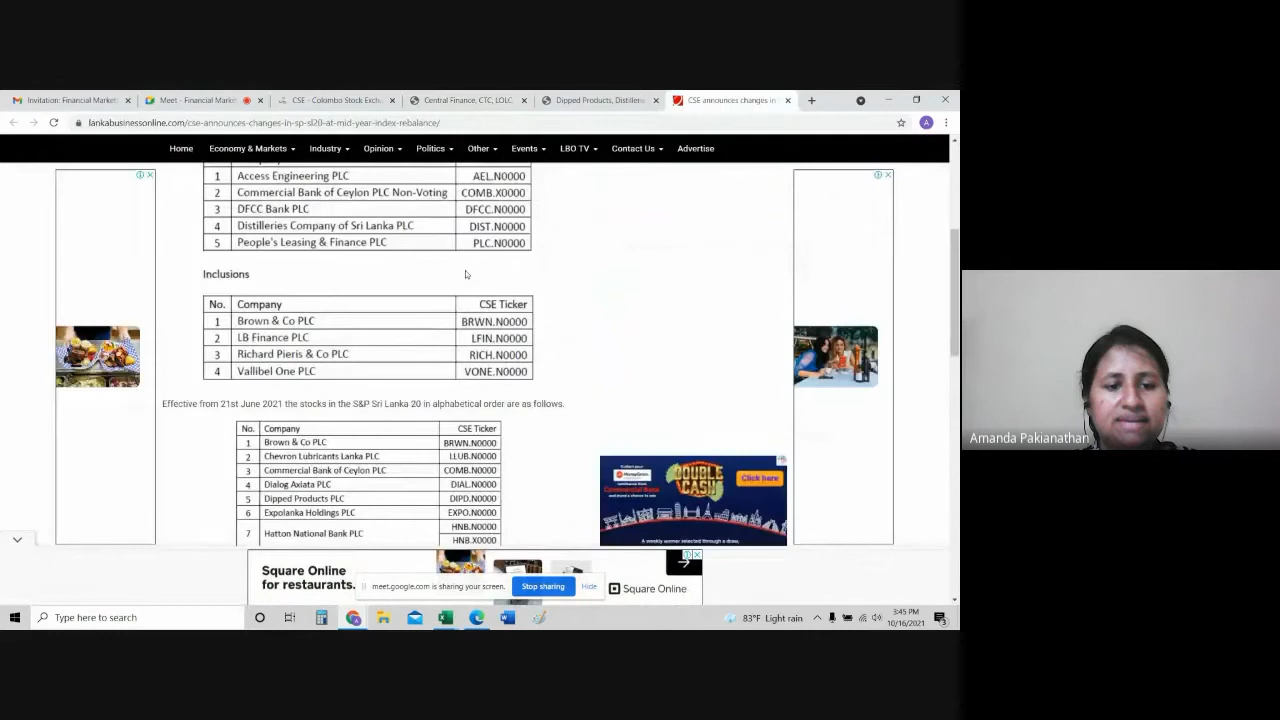 Invitation: Financial Market
Meet - Financial Marke
CSE - Colombo Stock Exch
Central Finance, CTC, LOLC,
Dipped Products, Distillerie
CSE announces changes in
lankabusinessonline.com/cse-announces-changes-in-sp-sl20-at-mid-year-index-rebalance/
A
Home Economy & Markets Industry Opinion Politics Other Events LBO TV Contact Us Advertise
1 Access Engineering PLC AEL.N0000
2 Commercial Bank of Ceylon PLC Non-Voting COMB.X0000
3 DFCC Bank PLC DFCC.N0000
4 Distilleries Company of Sri Lanka PLC DIST.N0000
5 People's Leasing & Finance PLC PLC.N0000
Inclusions
No. Company CSE Ticker
1 Brown & Co PLC BRWN.N0000
2 LB Finance PLC LFIN.N0000
3 Richard Pieris & Co PLC RICH.N0000
4 Vallibel One PLC VONE.N0000
Effective from 21st June 2021 the stocks in the S&P Sri Lanka 20 in alphabetical order are as follows.
No. Company CSE Ticker
1 Brown & Co PLC BRWN.N0000
2 Chevron Lubricants Lanka PLC LLUB.N0000
3 Commercial Bank of Ceylon PLC COMB.N0000
4 Dialog Axiata PLC DIAL.N0000
5 Dipped Products PLC DIPD.N0000
6 Expolanka Holdings PLC EXPO.N0000
7 Hatton National Bank PLC HNB.N0000
HNB.X0000
MoneyGram
Commercial Bank
DOUBLE
CASH
Click here
A weekly winner selected through a draw,
Square Online
for restaurants.
Square Online
meet.google.com is sharing your screen.
Stop sharing
Hide
Type here to search
83°F Light rain
3:45 PM
10/16/2021
3
Amanda Pakianathan